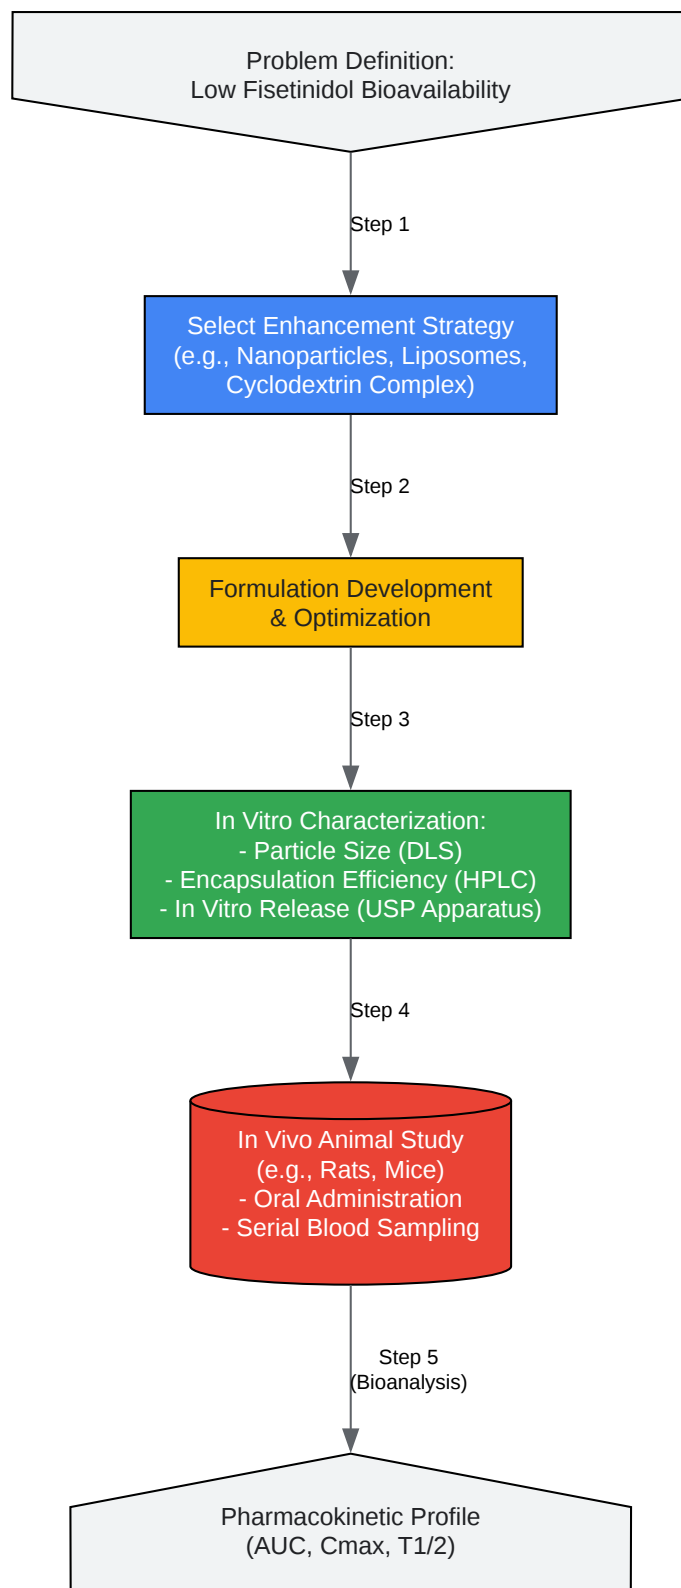 Problem Definition:
Low Fisetinidol Bioavailability
Step 1
Select Enhancement Strategy
(e.g., Nanoparticles, Liposomes,
Cyclodextrin Complex)
Step 2
Formulation Development
& Optimization
Step 3
In Vitro Characterization:
- Particle Size (DLS)
- Encapsulation Efficiency (HPLC)
- In Vitro Release (USP Apparatus)
Step 4
In Vivo Animal Study
(e.g., Rats, Mice)
- Oral Administration
- Serial Blood Sampling
Step 5
(Bioanalysis)
Pharmacokinetic Profile
(AUC, Cmax, T1/2)